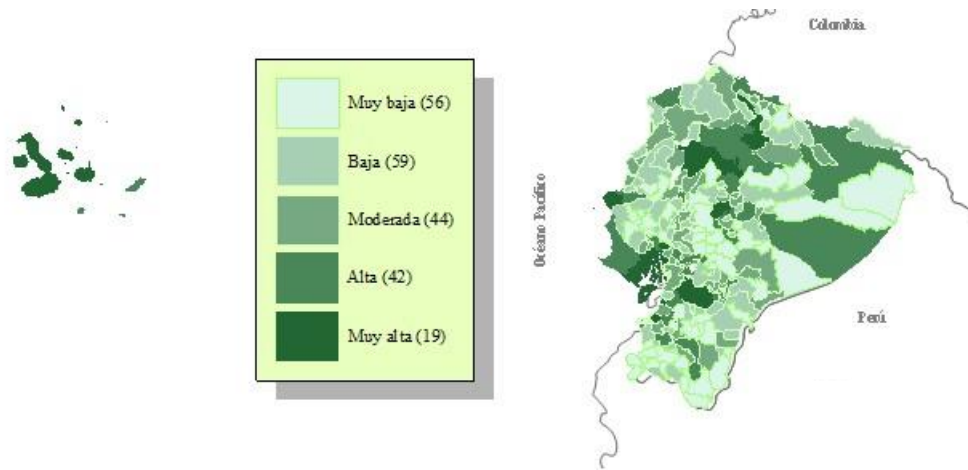 Colombia
Muy baja (56)
Baja (59)
Moderada (44)
Alta (42)
Muy alta (19)
Océano Pacífico
Perú